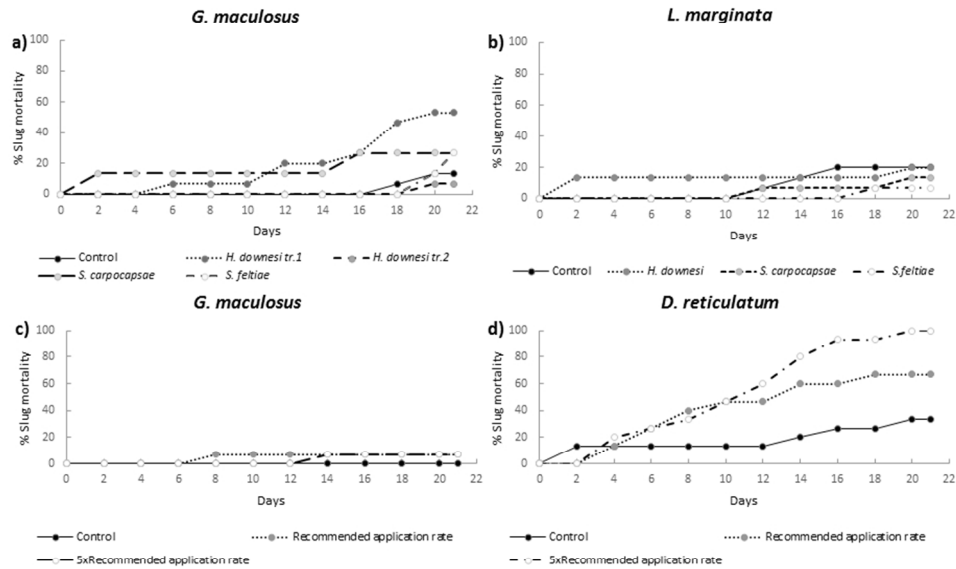 G. maculosus
a)
% Slug mortality
100
80
60
40
20
0
0 2 4 6 8 10 12 14 16 18 20 22
Days
Control H. downesi tr.1 H. downesi tr.2
S. carpocapsae S. feltiae
L. marginata
b)
% Slug mortality
100
80
60
40
20
0
0 2 4 6 8 10 12 14 16 18 20 22
Days
Control H. downesi S. carpocapsae S.feltiae
G. maculosus
c)
% Slug mortality
100
80
60
40
20
0
0 2 4 6 8 10 12 14 16 18 20 22
Days
Control Recommended application rate
5xRecommended application rate
D. reticulatum
d)
% Slug mortality
100
80
60
40
20
0
0 2 4 6 8 10 12 14 16 18 20 22
Days
Control Recommended application rate
5xRecommended application rate